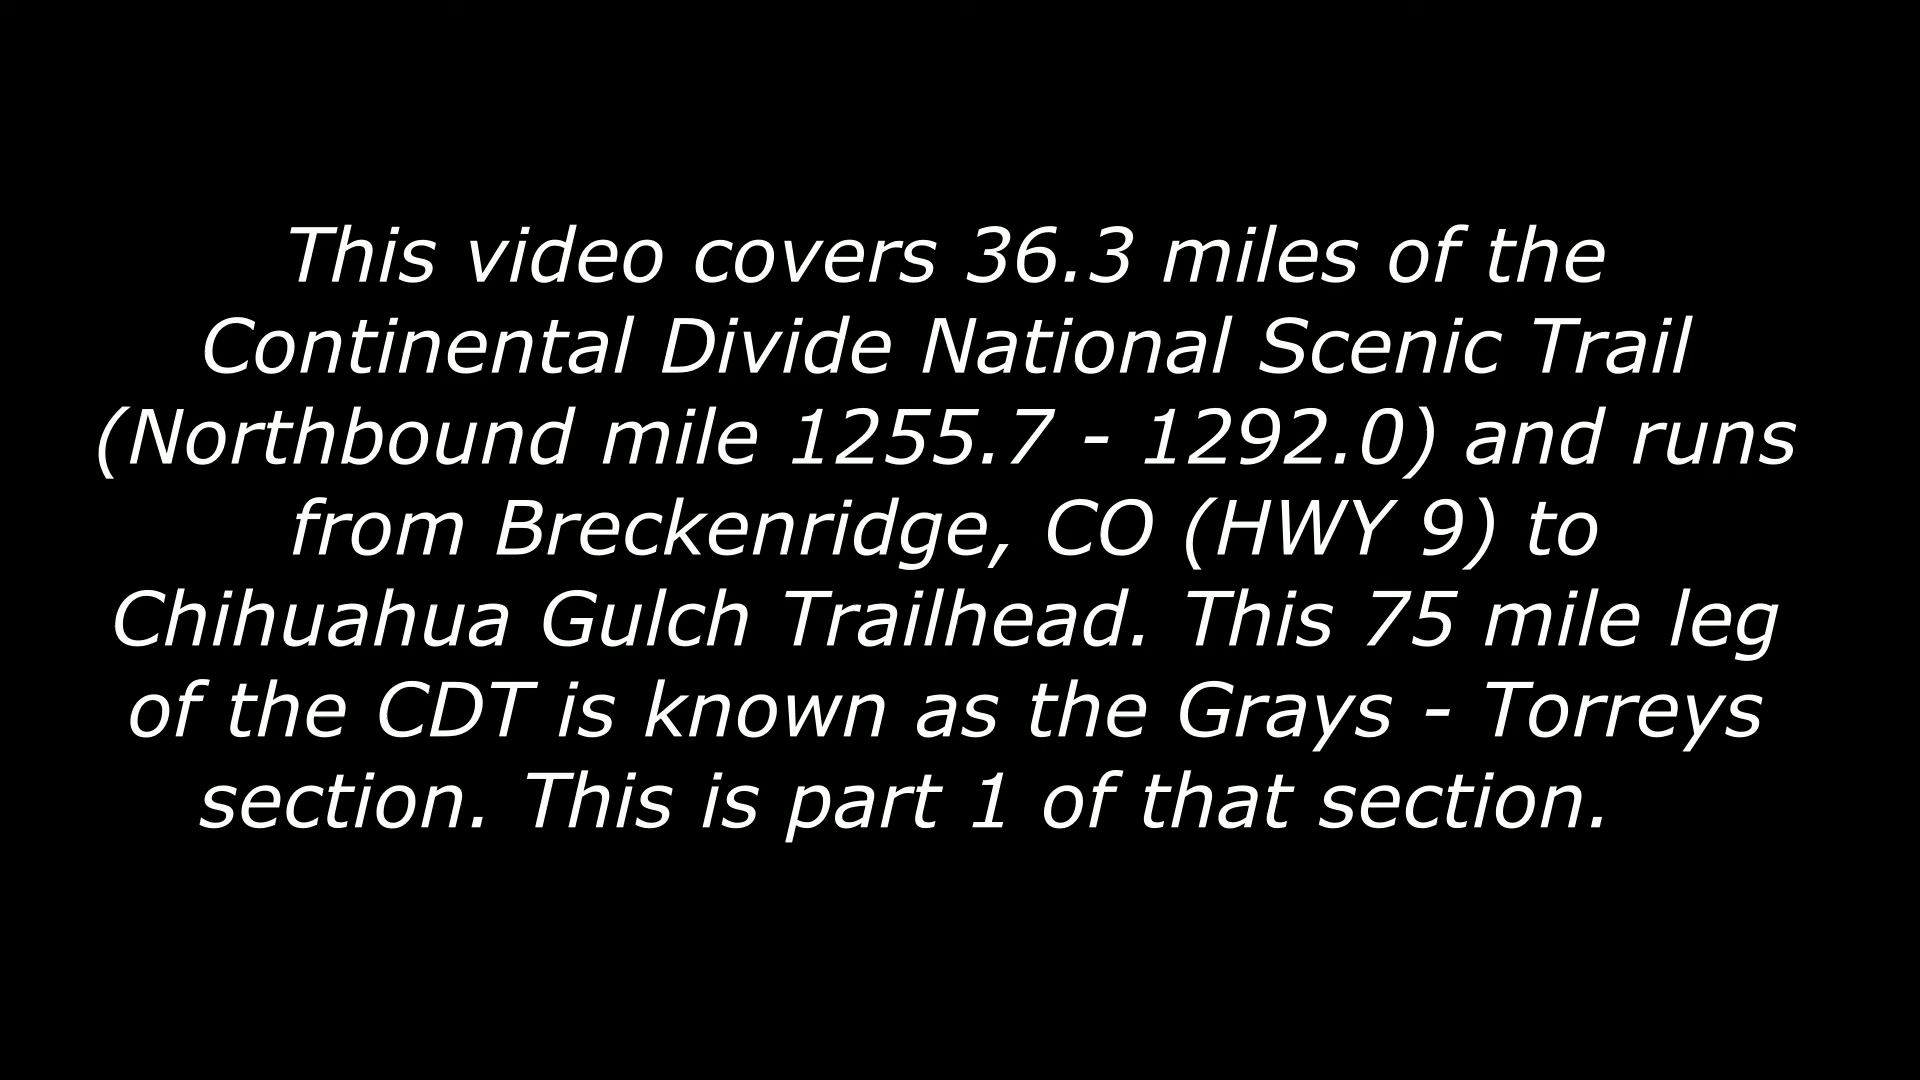 This video covers 36.3 miles of the
Continental Divide National Scenic Trail
(Northbound mile 1255.7 - 1292.0) and runs
from Breckenridge, CO (HWY 9) to
Chihuahua Gulch Trailhead. This 75 mile leg
of the CDT is known as the Grays - Torreys
section. This is part 1 of that section.